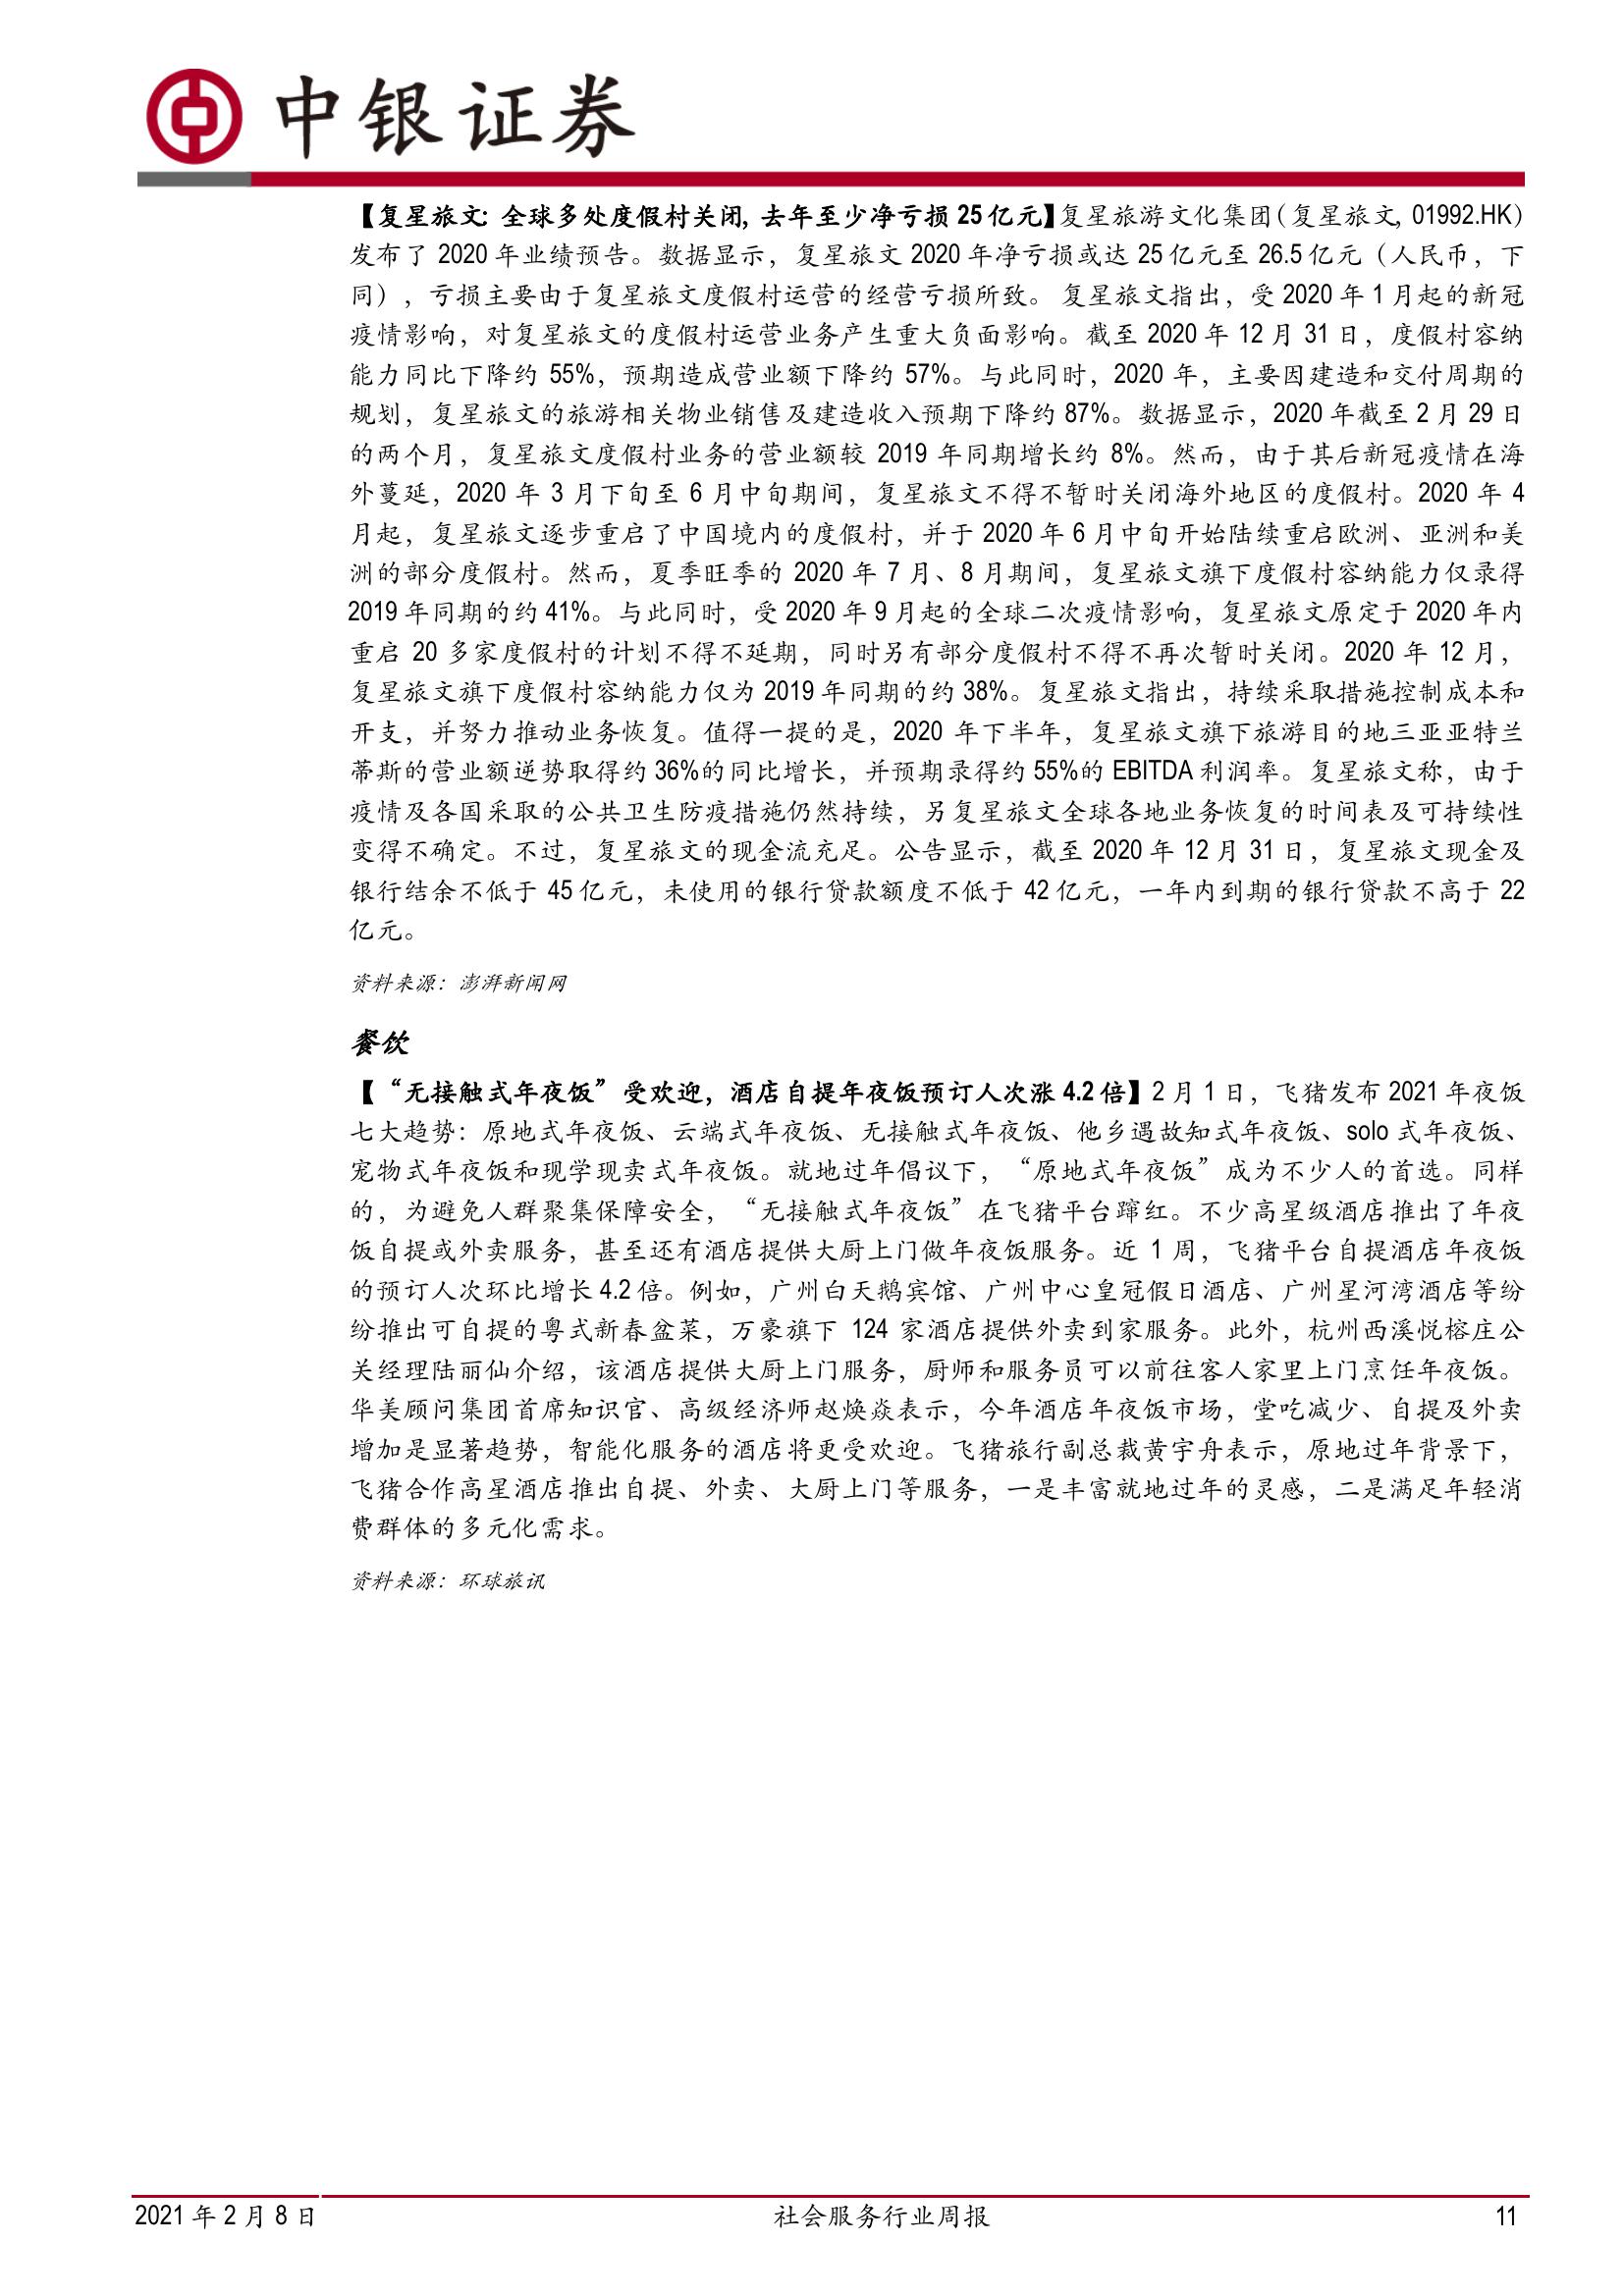 中银证券
【复星旅文：全球多处度假村关闭，去年至少净亏损 25 亿元】复星旅游文化集团（复星旅文，01992.HK）
发布了 2020 年业绩预告。数据显示，复星旅文 2020 年净亏损或达 25 亿元至 26.5 亿元（人民币，下
同），亏损主要由于复星旅文度假村运营的经营亏损所致。 复星旅文指出，受 2020 年 1 月起的新冠
疫情影响，对复星旅文的度假村运营业务产生重大负面影响。截至 2020 年 12 月 31 日，度假村容纳
能力同比下降约 55%，预期造成营业额下降约 57%。与此同时，2020 年，主要因建造和交付周期的
规划，复星旅文的旅游相关物业销售及建造收入预期下降约 87%。数据显示，2020 年截至 2 月 29 日
的两个月，复星旅文度假村业务的营业额较 2019 年同期增长约 8%。然而，由于其后新冠疫情在海
外蔓延，2020 年 3 月下旬至 6 月中旬期间，复星旅文不得不暂时关闭海外地区的度假村。2020 年 4
月起，复星旅文逐步重启了中国境内的度假村，并于 2020 年 6 月中旬开始陆续重启欧洲、亚洲和美
洲的部分度假村。然而，夏季旺季的 2020 年 7 月、8 月期间，复星旅文旗下度假村容纳能力仅录得
2019 年同期的约 41%。与此同时，受 2020 年 9 月起的全球二次疫情影响，复星旅文原定于 2020 年内
重启 20 多家度假村的计划不得不延期，同时另有部分度假村不得不再次暂时关闭。2020 年 12 月，
复星旅文旗下度假村容纳能力仅为 2019 年同期的约 38%。复星旅文指出，持续采取措施控制成本和
开支，并努力推动业务恢复。值得一提的是，2020 年下半年，复星旅文旗下旅游目的地三亚亚特兰
蒂斯的营业额逆势取得约 36%的同比增长，并预期录得约 55%的 EBITDA 利润率。复星旅文称，由于
疫情及各国采取的公共卫生防疫措施仍然持续，另复星旅文全球各地业务恢复的时间表及可持续性
变得不确定。不过，复星旅文的现金流充足。公告显示，截至 2020 年 12 月 31 日，复星旅文现金及
银行结余不低于 45 亿元，未使用的银行贷款额度不低于 42 亿元，一年内到期的银行贷款不高于 22
亿元。
资料来源：澎湃新闻网
餐饮
【“无接触式年夜饭”受欢迎，酒店自提年夜饭预订人次涨 4.2 倍】2 月 1 日，飞猪发布 2021 年夜饭
七大趋势：原地式年夜饭、云端式年夜饭、无接触式年夜饭、他乡遇故知式年夜饭、solo 式年夜饭、
宠物式年夜饭和现学现卖式年夜饭。就地过年倡议下，“原地式年夜饭”成为不少人的首选。同样
的，为避免人群聚集保障安全，“无接触式年夜饭”在飞猪平台蹿红。不少高星级酒店推出了年夜
饭自提或外卖服务，甚至还有酒店提供大厨上门做年夜饭服务。近 1 周，飞猪平台自提酒店年夜饭
的预订人次环比增长 4.2 倍。例如，广州白天鹅宾馆、广州中心皇冠假日酒店、广州星河湾酒店等纷
纷推出可自提的粤式新春盆菜，万豪旗下 124 家酒店提供外卖到家服务。此外，杭州西溪悦榕庄公
关经理陆丽仙介绍，该酒店提供大厨上门服务，厨师和服务员可以前往客人家里上门烹饪年夜饭。
华美顾问集团首席知识官、高级经济师赵焕焱表示，今年酒店年夜饭市场，堂吃减少、自提及外卖
增加是显著趋势，智能化服务的酒店将更受欢迎。飞猪旅行副总裁黄宇舟表示，原地过年背景下，
飞猪合作高星酒店推出自提、外卖、大厨上门等服务，一是丰富就地过年的灵感，二是满足年轻消
费群体的多元化需求。
资料来源：环球旅讯
2021 年 2 月 8 日 社会服务行业周报 11